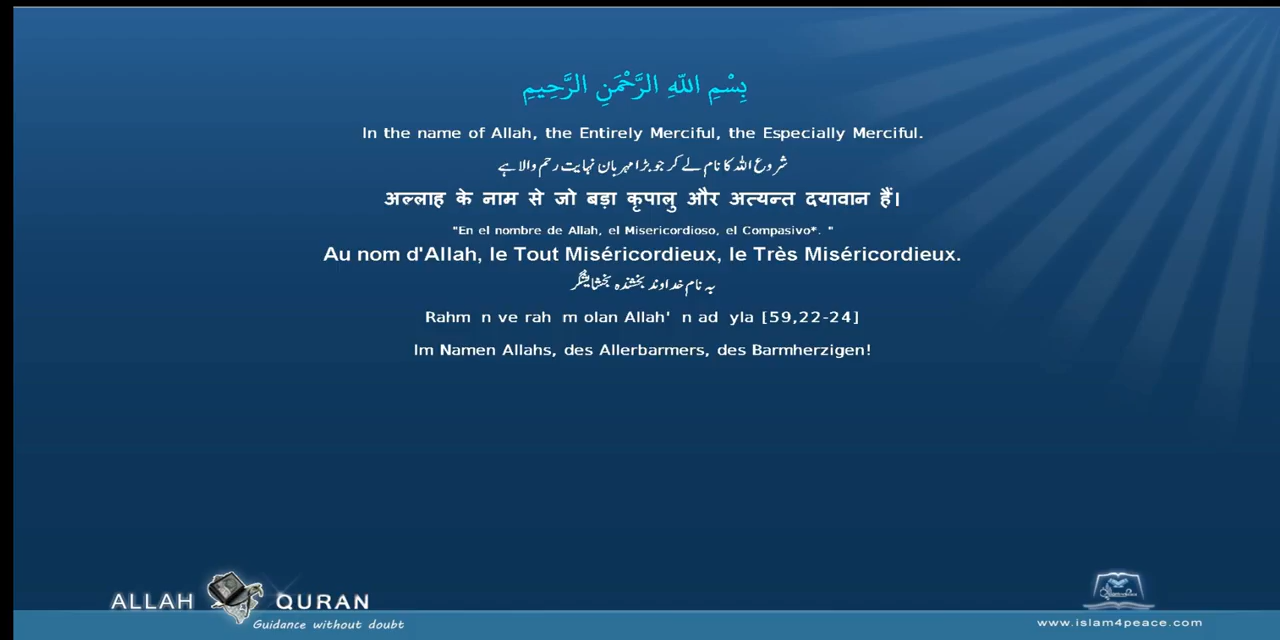 بِسْمِ اللّهِ الرَّحْمَنِ الرَّحِيمِ
In the name of Allah, the Entirely Merciful, the Especially Merciful.
شروع الله کا نام لے کر جو بڑا مہربان نہایت رحم والا ہے
अल्लाह के नाम से जो बड़ा कृपालु और अत्यन्त दयावान हैं।
"En el nombre de Allah, el Misericordioso, el Compasivo*. "
Au nom d'Allah, le Tout Miséricordieux, le Très Miséricordieux.
به نام خداوند بخشنده بخشایشگر
Rahm n ve rah m olan Allah' n ad yla [59,22-24]
Im Namen Allahs, des Allerbarmers, des Barmherzigen!
ALLAH QURAN
Guidance without doubt
www.islam4peace.com